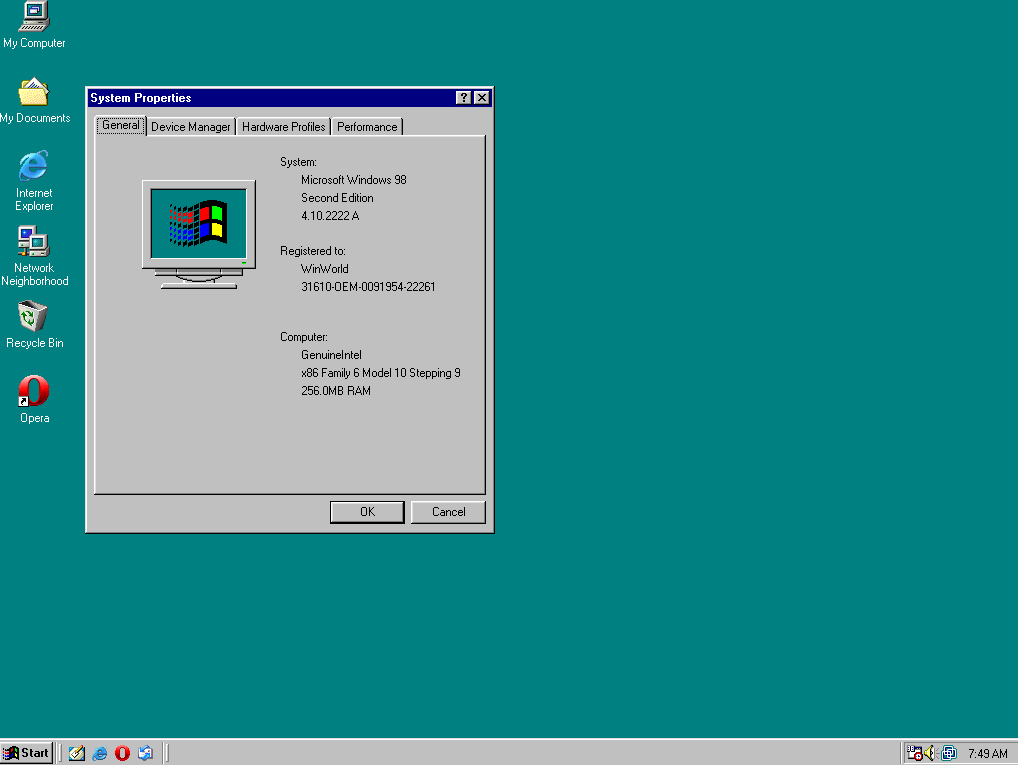 My Computer
My Documents
Internet
Explorer
Network
Neighborhood
Recycle Bin
Opera
System Properties
General
Device Manager
Hardware Profiles
Performance
System:
Microsoft Windows 98
Second Edition
4.10.2222 A
Registered to:
WinWorld
31610-OEM-0091954-22261
Computer:
GenuineIntel
x86 Family 6 Model 10 Stepping 9
256.0MB RAM
OK
Cancel
Start
7:49 AM